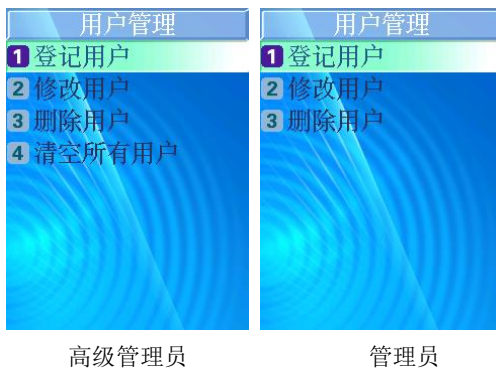 用户管理
1 登记用户
2 修改用户
3 删除用户
4 清空所有用户
高级管理员
用户管理
1 登记用户
2 修改用户
3 删除用户
管理员